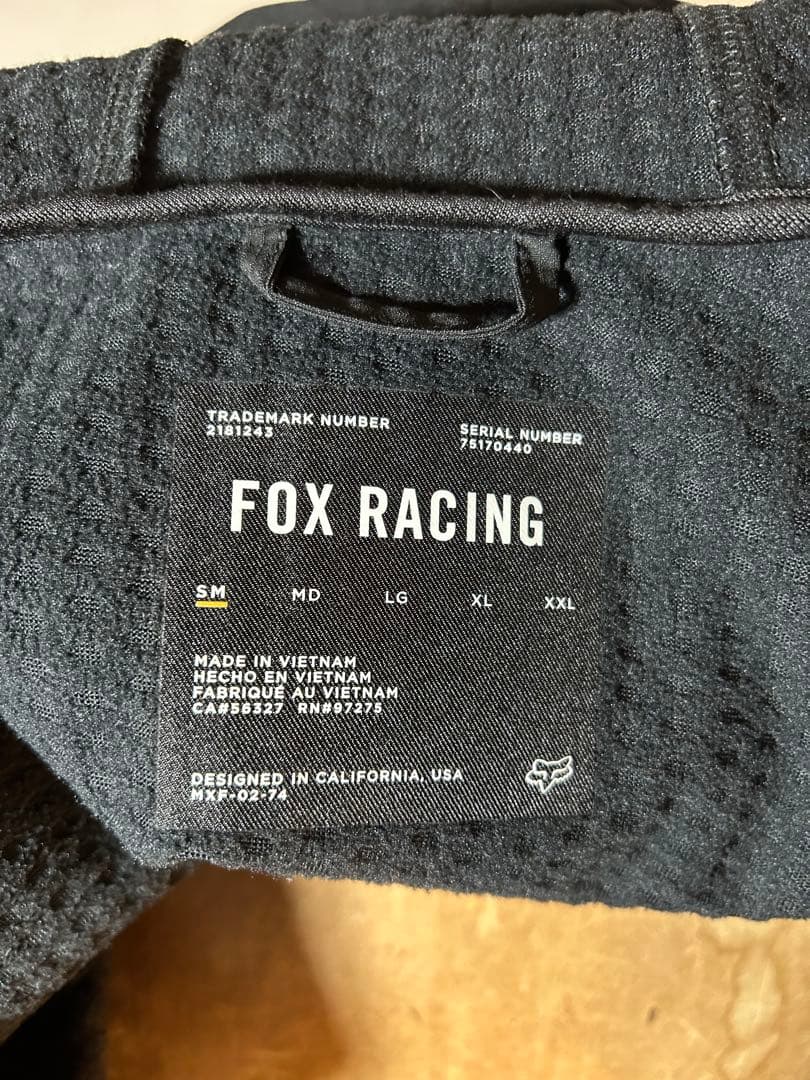 TRADEMARK NUMBER
2181243
SERIAL NUMBER
75170440
FOX RACING
SM MD LG XL XXL
MADE IN VIETNAM
HECHO EN VIETNAM
FABRIQUÉ AU VIETNAM
CA#56327 RN#97275
DESIGNED IN CALIFORNIA, USA
MXF-02-74